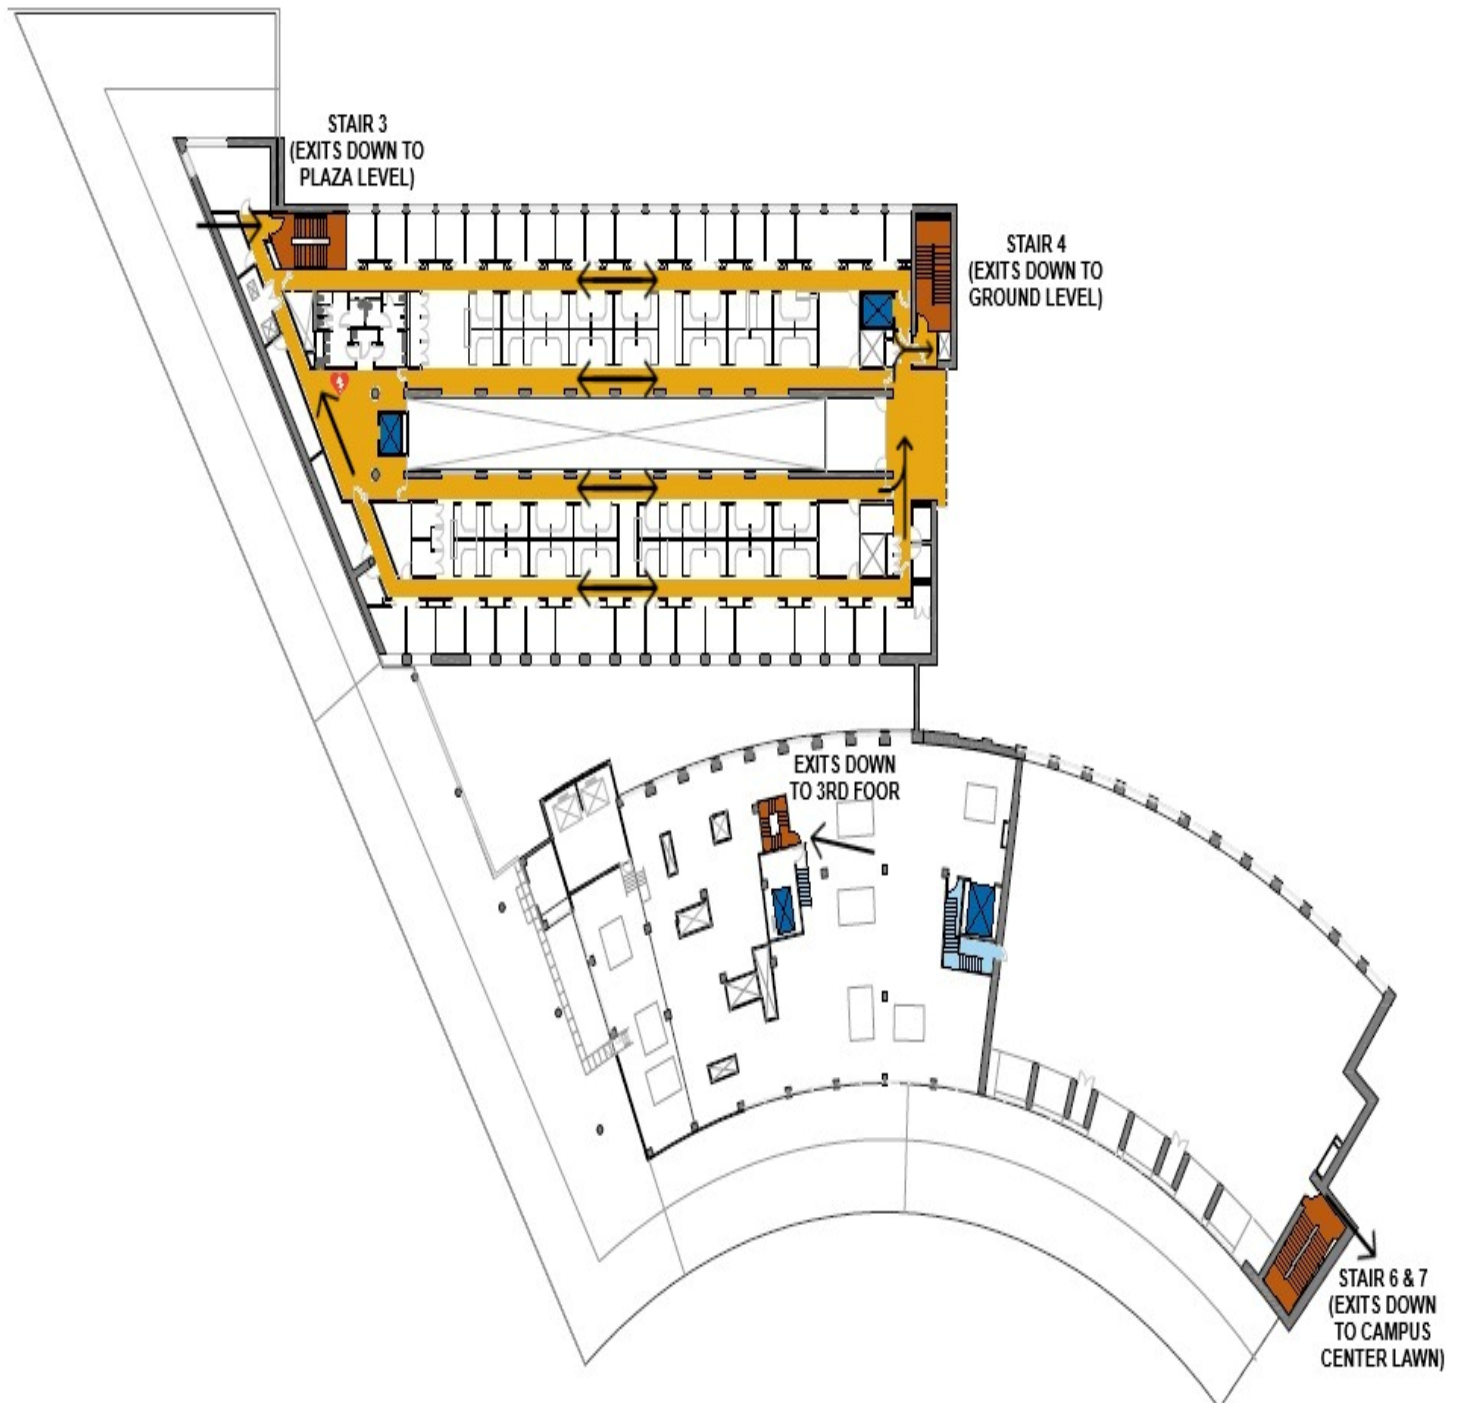 STAIR 3
(EXITS DOWN TO
PLAZA LEVEL)
STAIR 4
(EXITS DOWN TO
GROUND LEVEL)
EXITS DOWN
TO 3RD FOOR
STAIR 6 & 7
(EXITS DOWN
TO CAMPUS
CENTER LAWN)